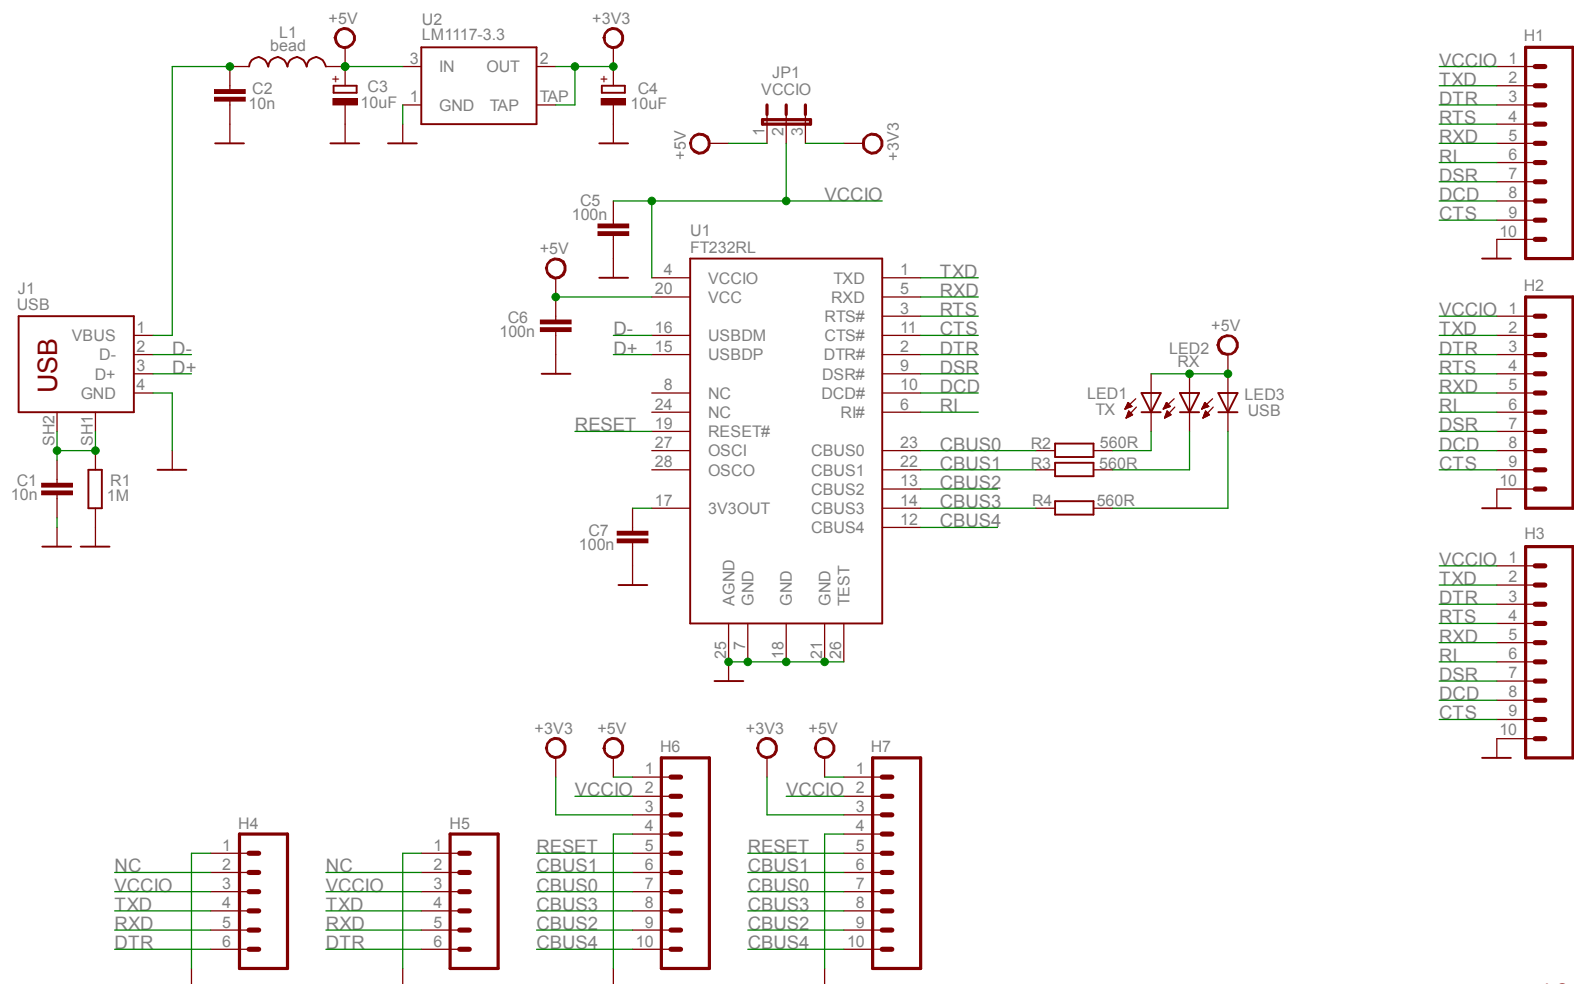 L1
bead
+5V
U2
LM1117-3.3
3 IN OUT 2
1 GND TAP TAP
+3V3
C2
10n
+
C3
10uF
+
C4
10uF
JP1
VCCIO
1 2 3
+5V
+3V3
C5
100n
VCCIO
+5V
C6
100n
U1
FT232RL
4 VCCIO TXD 1 TXD
20 VCC RXD 5 RXD
RTS# 3 RTS
D- 16 USBDM CTS# 11 CTS
D+ 15 USBDP DTR# 2 DTR
DSR# 9 DSR
8 NC DCD# 10 DCD
24 NC RI# 6 RI
RESET 19 RESET#
27 OSCI CBUS0 23 CBUS0
28 OSCO CBUS1 22 CBUS1
CBUS2 13 CBUS2
17 3V3OUT CBUS3 14 CBUS3
CBUS4 12 CBUS4
C7
100n
AGND GND GND GND TEST
25 7 18 21 26
J1
USB
USB
VBUS 1
D- 2 D-
D+ 3 D+
GND 4
SH2 SH1
C1
10n
R1
1M
+5V
LED2
RX
LED1
TX
LED3
USB
R2 560R
R3 560R
R4 560R
H1
VCCIO 1
TXD 2
DTR 3
RTS 4
RXD 5
RI 6
DSR 7
DCD 8
CTS 9
10
H2
VCCIO 1
TXD 2
DTR 3
RTS 4
RXD 5
RI 6
DSR 7
DCD 8
CTS 9
10
H3
VCCIO 1
TXD 2
DTR 3
RTS 4
RXD 5
RI 6
DSR 7
DCD 8
CTS 9
10
H4
1
NC 2
VCCIO 3
TXD 4
RXD 5
DTR 6
H5
1
NC 2
VCCIO 3
TXD 4
RXD 5
DTR 6
+3V3 +5V
H6
1
VCCIO 2
3
4
RESET 5
CBUS1 6
CBUS0 7
CBUS3 8
CBUS2 9
CBUS4 10
+3V3 +5V
H7
1
VCCIO 2
3
4
RESET 5
CBUS1 6
CBUS0 7
CBUS3 8
CBUS2 9
CBUS4 10